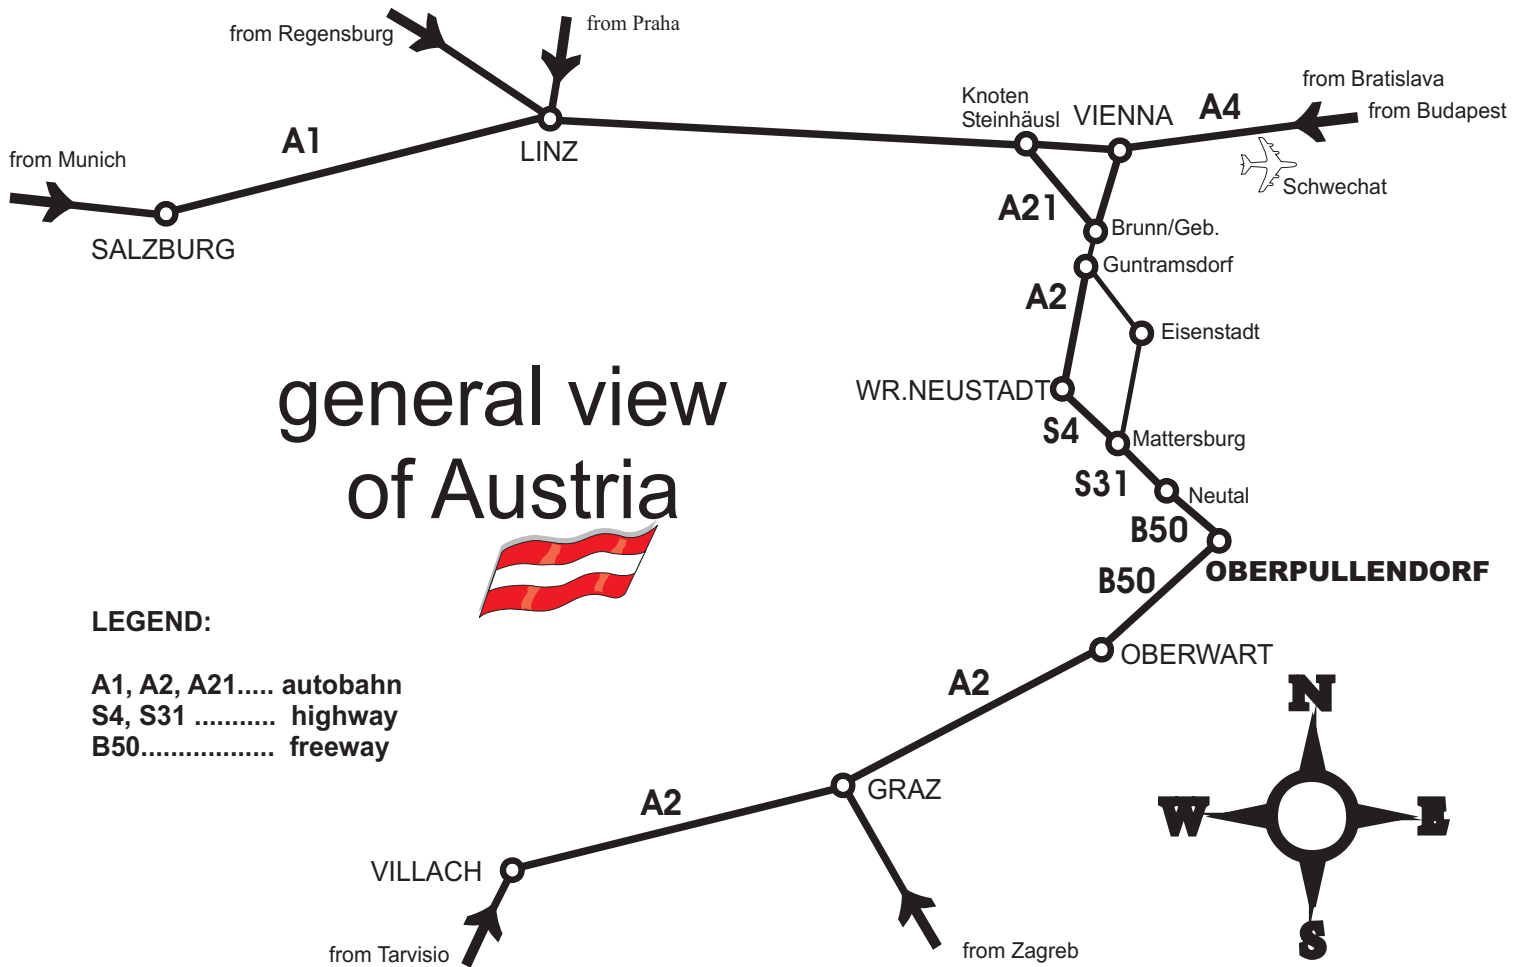 from Regensburg
from Praha
from Bratislava
from Budapest
Knoten
Steinhäusl
VIENNA
A4
A1
LINZ
from Munich
Schwechat
SALZBURG
A21
Brunn/Geb.
Guntramsdorf
A2
Eisenstadt
general view
of Austria
WR.NEUSTADT
S4
Mattersburg
S31
Neutal
B50
OBERPULLENDORF
B50
LEGEND:
A1, A2, A21..... autobahn
S4, S31 ........... highway
B50.................. freeway
OBERWART
A2
N
W
E
S
GRAZ
A2
VILLACH
from Tarvisio
from Zagreb